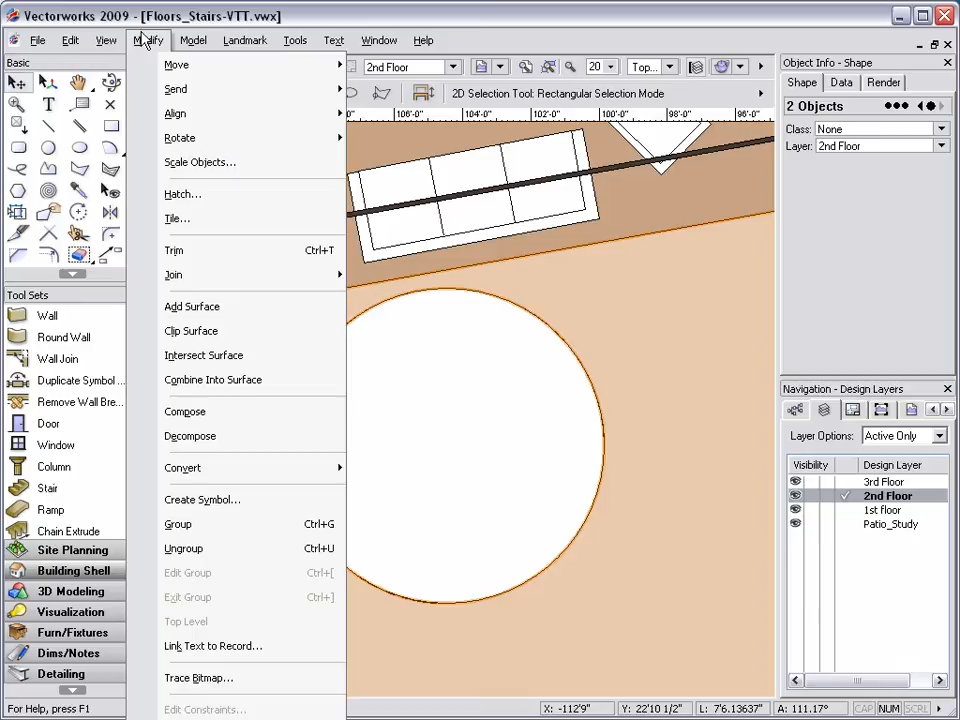 Vectorworks 2009 - [Floors_Stairs-VTT.vwx]
File Edit View Modify Model Landmark Tools Text Window Help
Basic
2nd Floor
20
Top...
2D Selection Tool: Rectangular Selection Mode
106'-0" 104'-0" 102'-0" 100'-0" 98'-0" 96'-0"
Move
Send
Align
Rotate
Scale Objects...
Hatch...
Tile...
Trim Ctrl+T
Join
Add Surface
Clip Surface
Intersect Surface
Combine Into Surface
Compose
Decompose
Convert
Create Symbol...
Group Ctrl+G
Ungroup Ctrl+U
Edit Group Ctrl+[
Exit Group Ctrl+]
Top Level
Link Text to Record...
Trace Bitmap...
Edit Constraints...
Tool Sets
Wall
Round Wall
Wall Join
Duplicate Symbol ...
Remove Wall Bre...
Door
Window
Column
Stair
Ramp
Chain Extrude
Site Planning
Building Shell
3D Modeling
Visualization
Furn/Fixtures
Dims/Notes
Detailing
Object Info - Shape
Shape Data Render
2 Objects
Class: None
Layer: 2nd Floor
Navigation - Design Layers
Layer Options: Active Only
Visibility Design Layer
3rd Floor
2nd Floor
1st floor
Patio_Study
For Help, press F1
X: -112'9" Y: 22'10 1/2" L: 7'6.13637" A: 111.17° CAP NUM SCRL